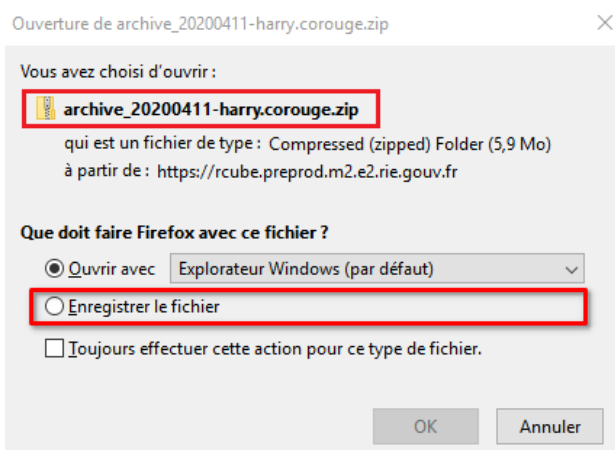 Ouverture de archive_20200411-harry.corouge.zip
Vous avez choisi d'ouvrir :
archive_20200411-harry.corouge.zip
qui est un fichier de type : Compressed (zipped) Folder (5,9 Mo)
à partir de : https://rcube.preprod.m2.e2.rie.gouv.fr
Que doit faire Firefox avec ce fichier ?
Ouvrir avec Explorateur Windows (par défaut)
Enregistrer le fichier
Toujours effectuer cette action pour ce type de fichier.
OK Annuler